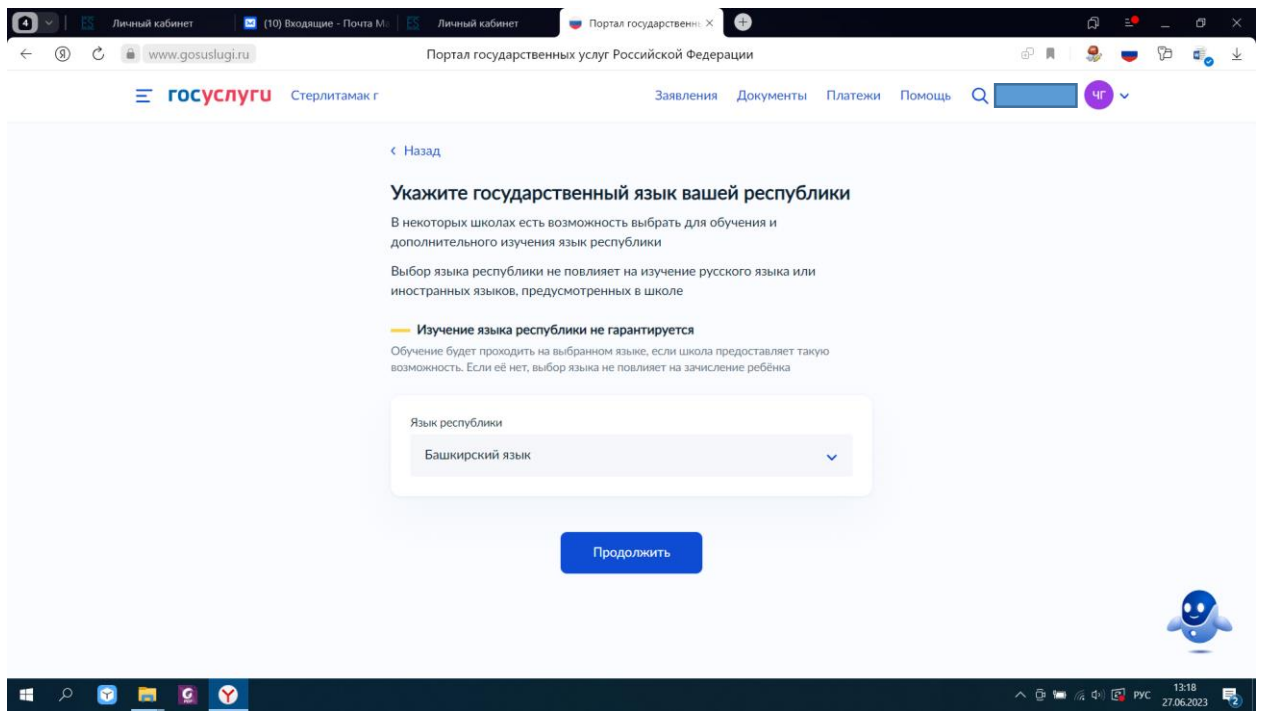 4
Личный кабинет
(10) Входящие - Почта Ma
Личный кабинет
Портал государственн
www.gosuslugi.ru
Портал государственных услуг Российской Федерации
госуслуги
Стерлитамак г
Заявления Документы Платежи Помощь
ЧГ
Назад
Укажите государственный язык вашей республики
В некоторых школах есть возможность выбрать для обучения и
дополнительного изучения язык республики
Выбор языка республики не повлияет на изучение русского языка или
иностранных языков, предусмотренных в школе
Изучение языка республики не гарантируется
Обучение будет проходить на выбранном языке, если школа предоставляет такую
возможность. Если её нет, выбор языка не повлияет на зачисление ребёнка
Язык республики
Башкирский язык
Продолжить
РУС
13:18
27.06.2023
2